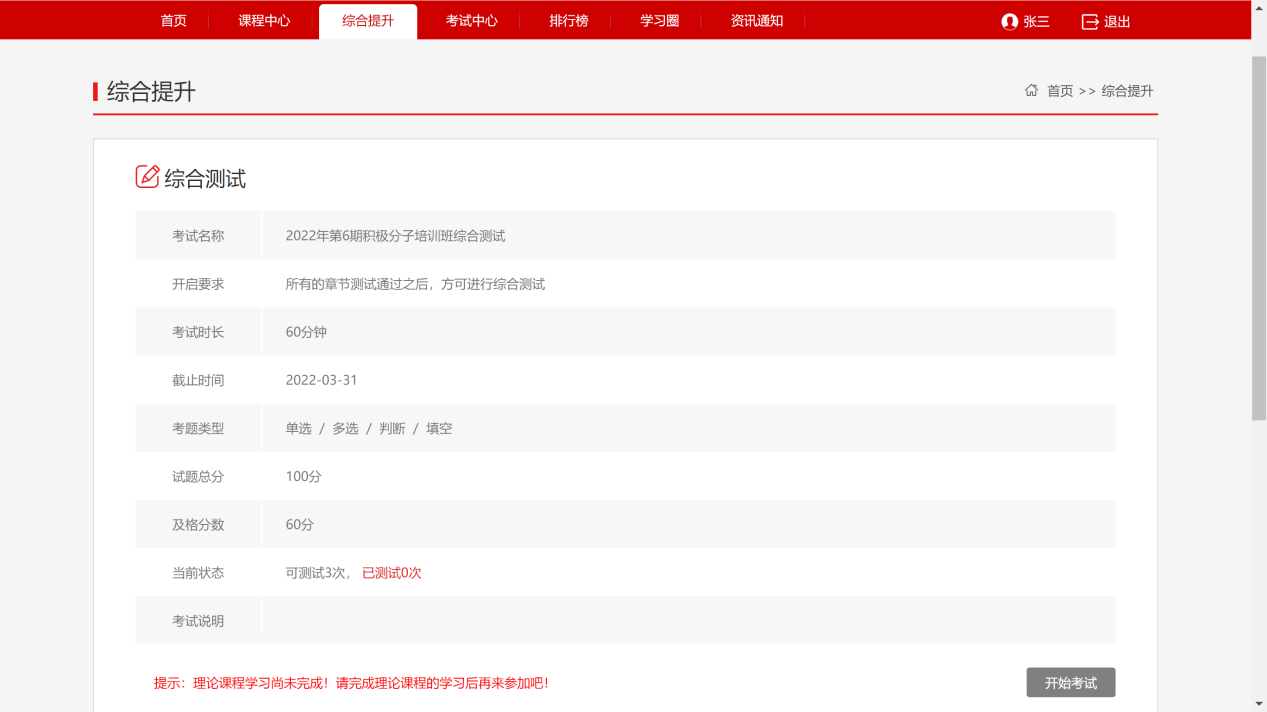 首页 课程中心 综合提升 考试中心 排行榜 学习圈 资讯通知 张三 退出
综合提升 首页 >> 综合提升
综合测试
考试名称 2022年第6期积极分子培训班综合测试
开启要求 所有的章节测试通过之后，方可进行综合测试
考试时长 60分钟
截止时间 2022-03-31
考题类型 单选 / 多选 / 判断 / 填空
试题总分 100分
及格分数 60分
当前状态 可测试3次， 已测试0次
考试说明
提示：理论课程学习尚未完成！请完成理论课程的学习后再来参加吧！ 开始考试